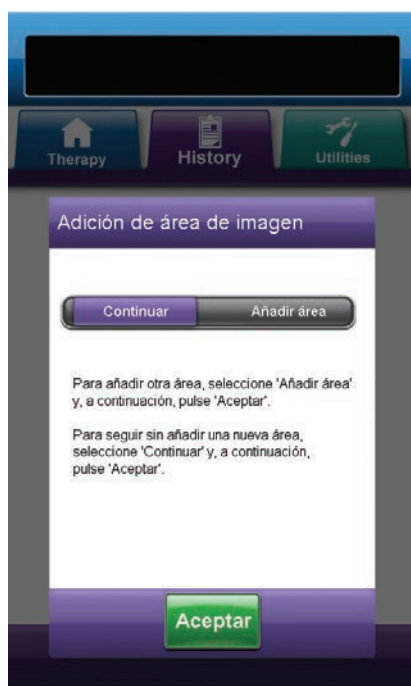 Therapy
History
Utilities
Adición de área de imagen
Continuar
Añadir área
Para añadir otra área, seleccione 'Añadir área'
y, a continuación, pulse 'Aceptar'.
Para seguir sin añadir una nueva área,
seleccione 'Continuar' y, a continuación,
pulse 'Aceptar'.
Aceptar